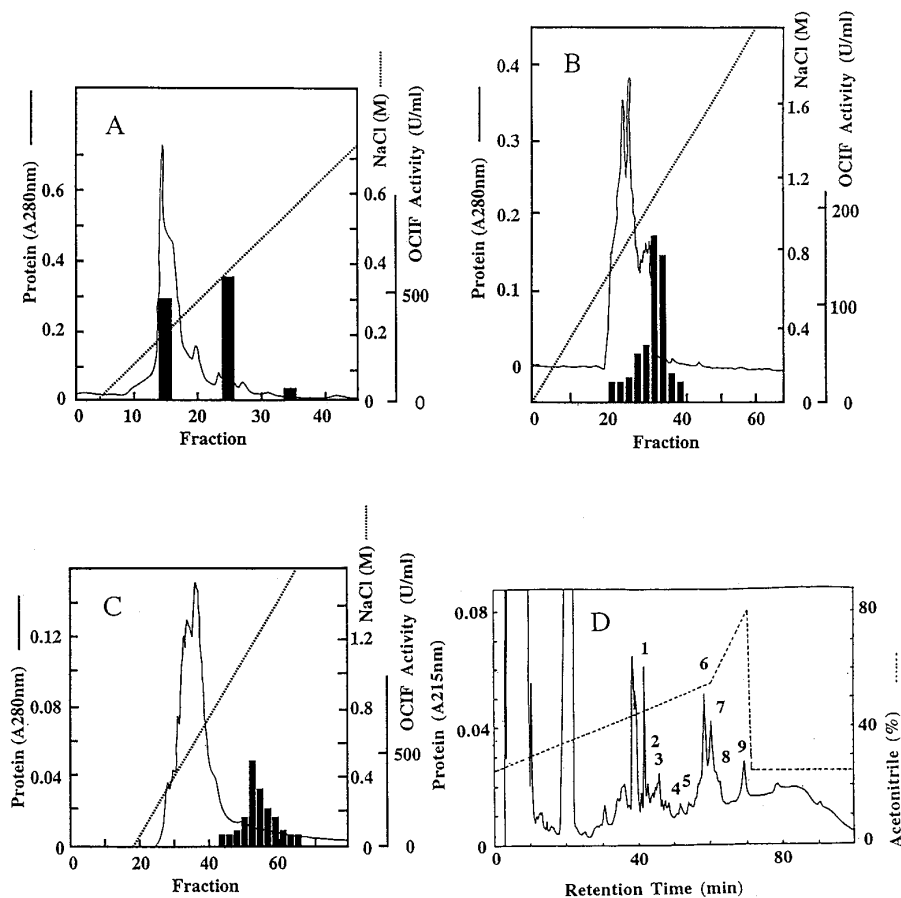 A
Protein (A280nm)
0.6
0.4
0.2
0
NaCl (M)
0.8
0.6
0.4
0.2
0
OCIF Activity (U/ml)
500
0
0 10 20 30 40
Fraction
B
Protein (A280nm)
0.4
0.3
0.2
0.1
0
NaCl (M)
1.6
1.2
0.8
0.4
0
OCIF Activity (U/ml)
200
100
0
0 20 40 60
Fraction
C
Protein (A280nm)
0.12
0.08
0.04
0
NaCl (M)
1.2
0.8
0.4
0
OCIF Activity (U/ml)
500
0
0 20 40 60
Fraction
D
Protein (A215nm)
0.08
0.04
0.00
1
2
3
4 5
6
7
8
9
80
40
0
Acetonitrile (%)
0 40 80
Retention Time (min)